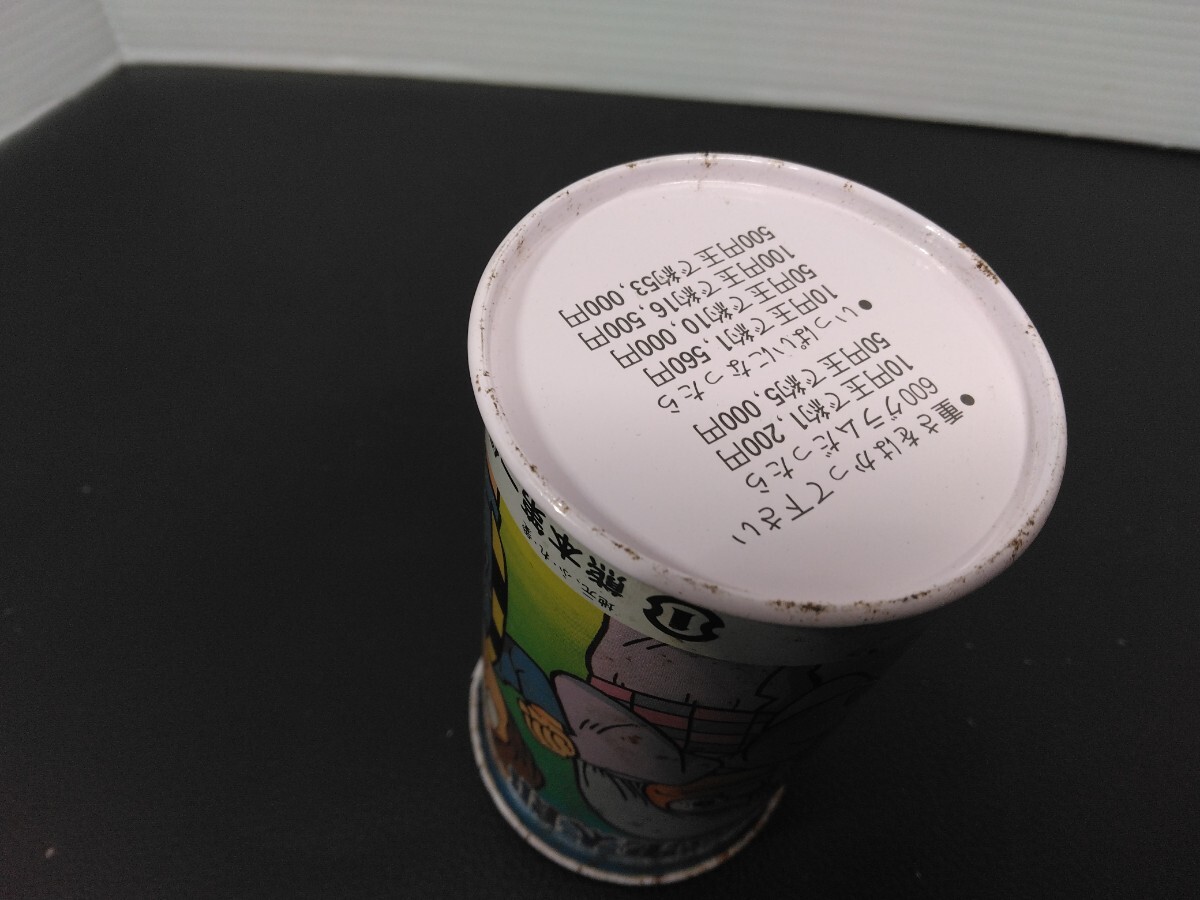 ●重さをはかって下さい
600グラムだったら
10円玉で約1,200円
50円玉で約5,000円
●いっぱいになったら
10円玉で約1,560円
50円玉で約10,000円
100円玉で約16,500円
500円玉で約53,000円
地元、ふ、れ、筆
熊本第